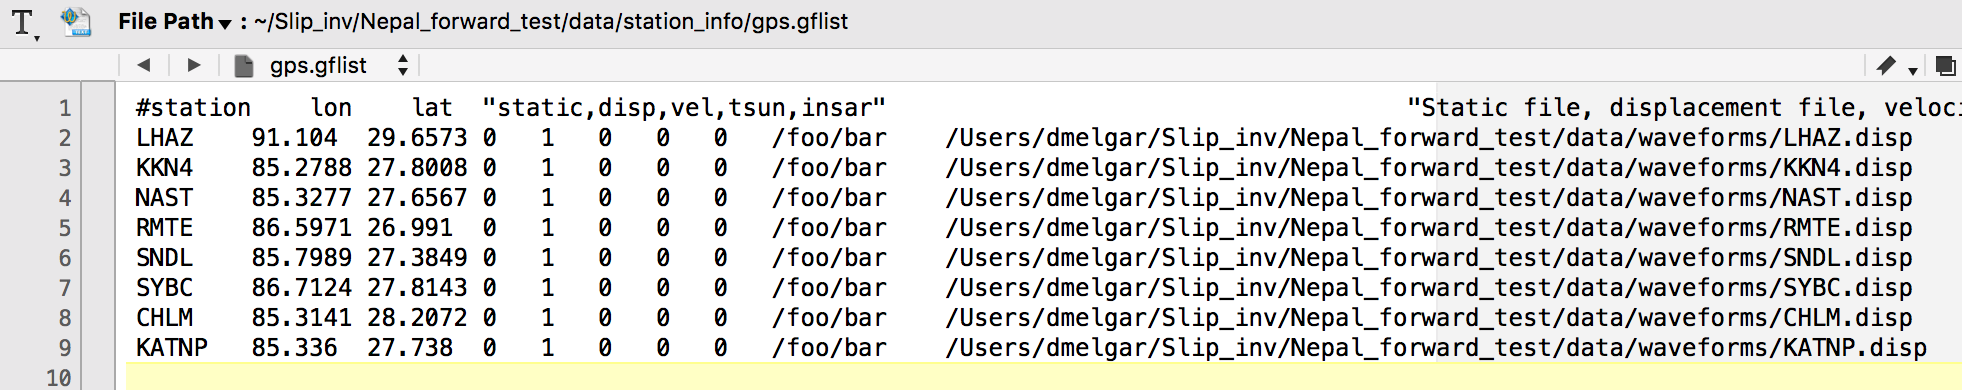 File Path : ~/Slip_inv/Nepal_forward_test/data/station_info/gps.gflist
gps.gflist
1 #station lon lat "static,disp,vel,tsun,insar" "Static file, displacement file, veloci
2 LHAZ 91.104 29.6573 0 1 0 0 0 /foo/bar /Users/dmelgar/Slip_inv/Nepal_forward_test/data/waveforms/LHAZ.disp
3 KKN4 85.2788 27.8008 0 1 0 0 0 /foo/bar /Users/dmelgar/Slip_inv/Nepal_forward_test/data/waveforms/KKN4.disp
4 NAST 85.3277 27.6567 0 1 0 0 0 /foo/bar /Users/dmelgar/Slip_inv/Nepal_forward_test/data/waveforms/NAST.disp
5 RMTE 86.5971 26.991 0 1 0 0 0 /foo/bar /Users/dmelgar/Slip_inv/Nepal_forward_test/data/waveforms/RMTE.disp
6 SNDL 85.7989 27.3849 0 1 0 0 0 /foo/bar /Users/dmelgar/Slip_inv/Nepal_forward_test/data/waveforms/SNDL.disp
7 SYBC 86.7124 27.8143 0 1 0 0 0 /foo/bar /Users/dmelgar/Slip_inv/Nepal_forward_test/data/waveforms/SYBC.disp
8 CHLM 85.3141 28.2072 0 1 0 0 0 /foo/bar /Users/dmelgar/Slip_inv/Nepal_forward_test/data/waveforms/CHLM.disp
9 KATNP 85.336 27.738 0 1 0 0 0 /foo/bar /Users/dmelgar/Slip_inv/Nepal_forward_test/data/waveforms/KATNP.disp
10